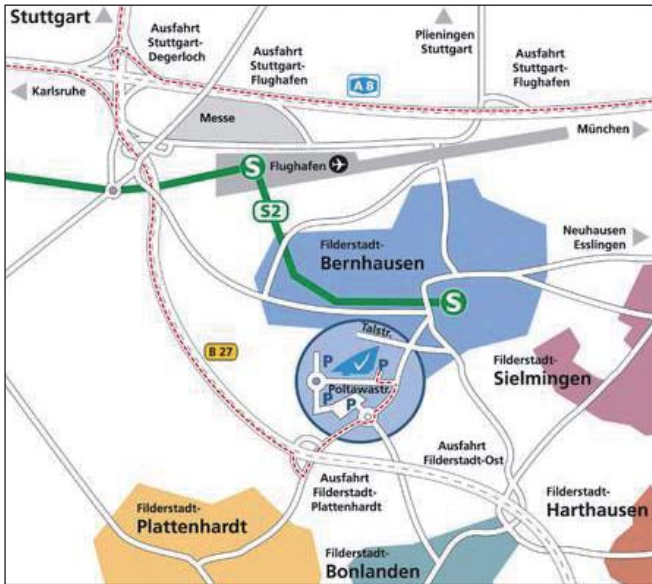 Stuttgart
Ausfahrt
Stuttgart-
Degerloch
Ausfahrt
Stuttgart-
Flughafen
Plieningen
Stuttgart
Ausfahrt
Stuttgart-
Flughafen
A 8
Karlsruhe
Messe
München
Flughafen
S
S2
Filderstadt-
Bernhausen
Neuhausen
Esslingen
S
Talstr.
B 27
P
P
Poltawastr.
P
P
Filderstadt-
Sielmingen
Ausfahrt
Filderstadt-Ost
Ausfahrt
Filderstadt-
Plattenhardt
Filderstadt-
Plattenhardt
Filderstadt-
Harthausen
Filderstadt-
Bonlanden